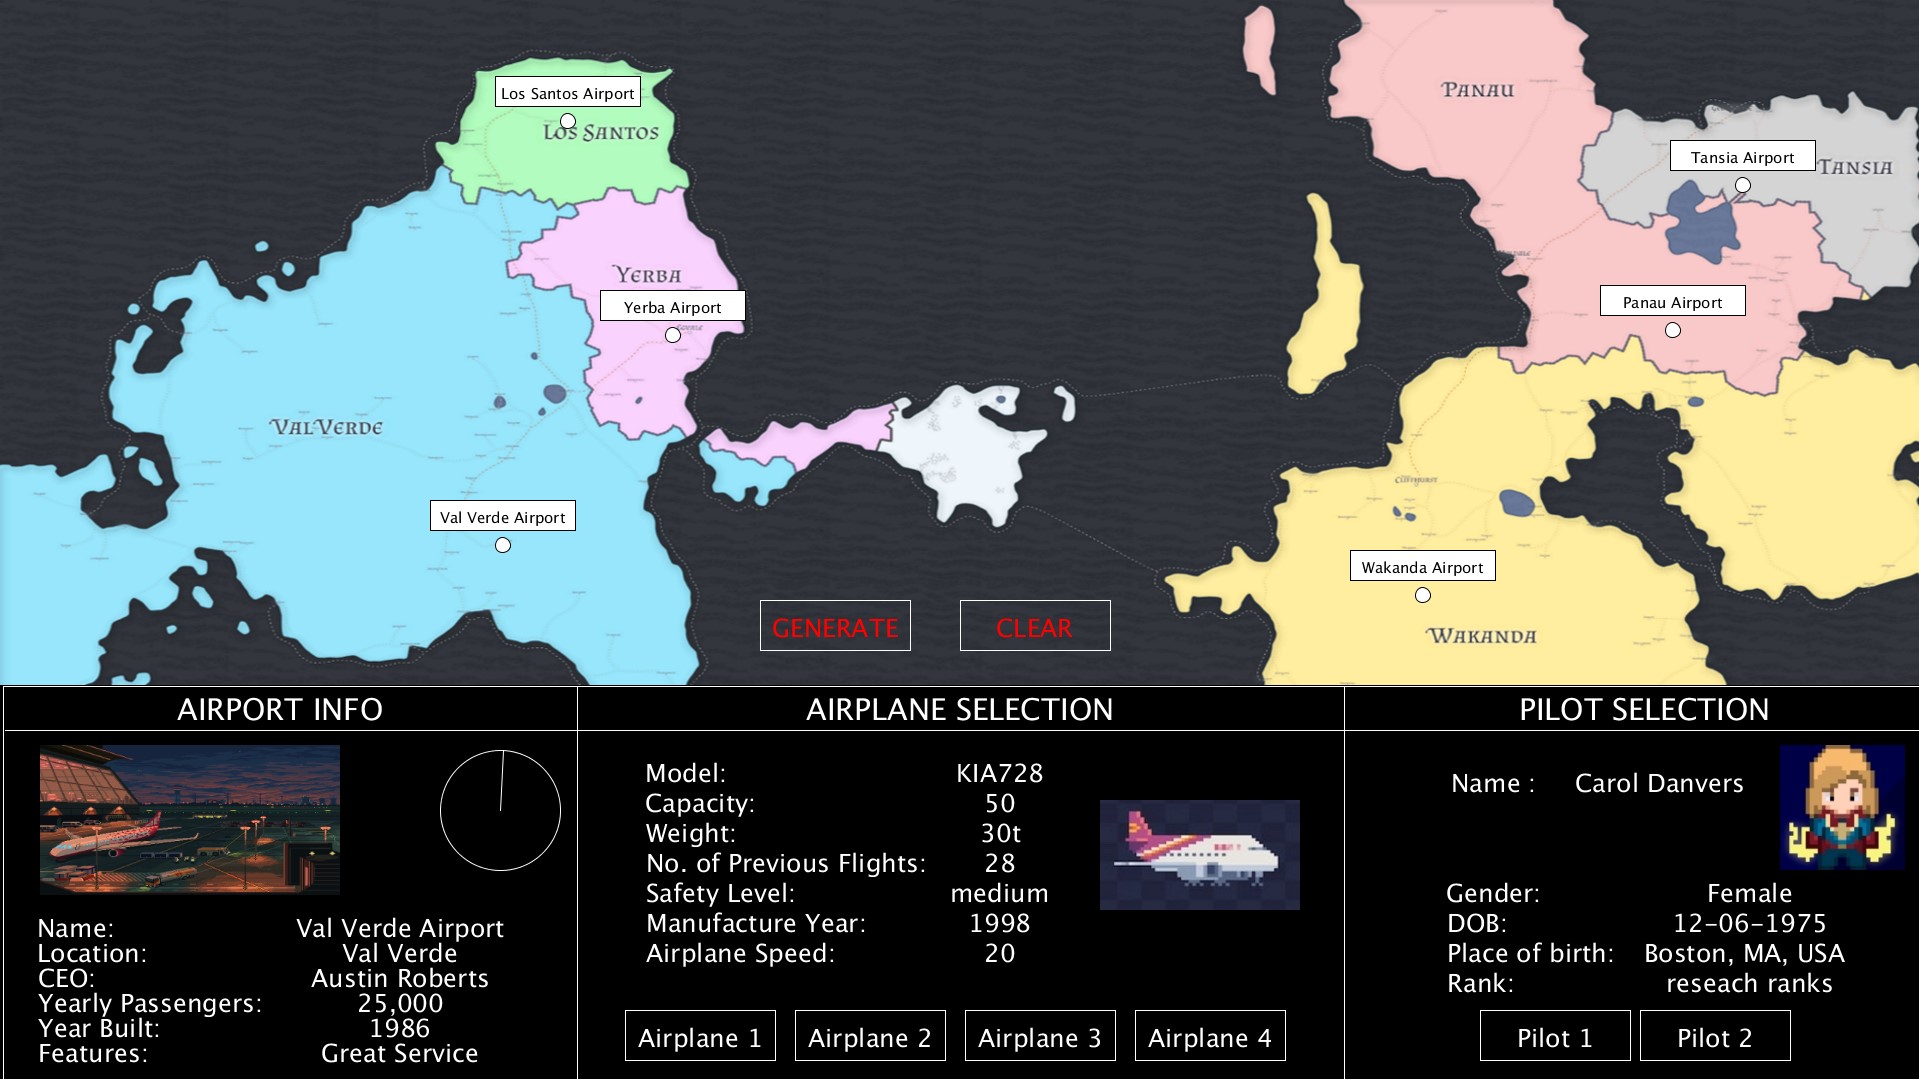 Los Santos Airport
LOS SANTOS
PANAU
Tansia Airport
TANSIA
YERBA
Yerba Airport
Panau Airport
VAL VERDE
Val Verde Airport
Wakanda Airport
WAKANDA
GENERATE
CLEAR
AIRPORT INFO
Name: Val Verde Airport
Location: Val Verde
CEO: Austin Roberts
Yearly Passengers: 25,000
Year Built: 1986
Features: Great Service
AIRPLANE SELECTION
Model: KIA728
Capacity: 50
Weight: 30t
No. of Previous Flights: 28
Safety Level: medium
Manufacture Year: 1998
Airplane Speed: 20
Airplane 1
Airplane 2
Airplane 3
Airplane 4
PILOT SELECTION
Name : Carol Danvers
Gender: Female
DOB: 12-06-1975
Place of birth: Boston, MA, USA
Rank: reseach ranks
Pilot 1
Pilot 2